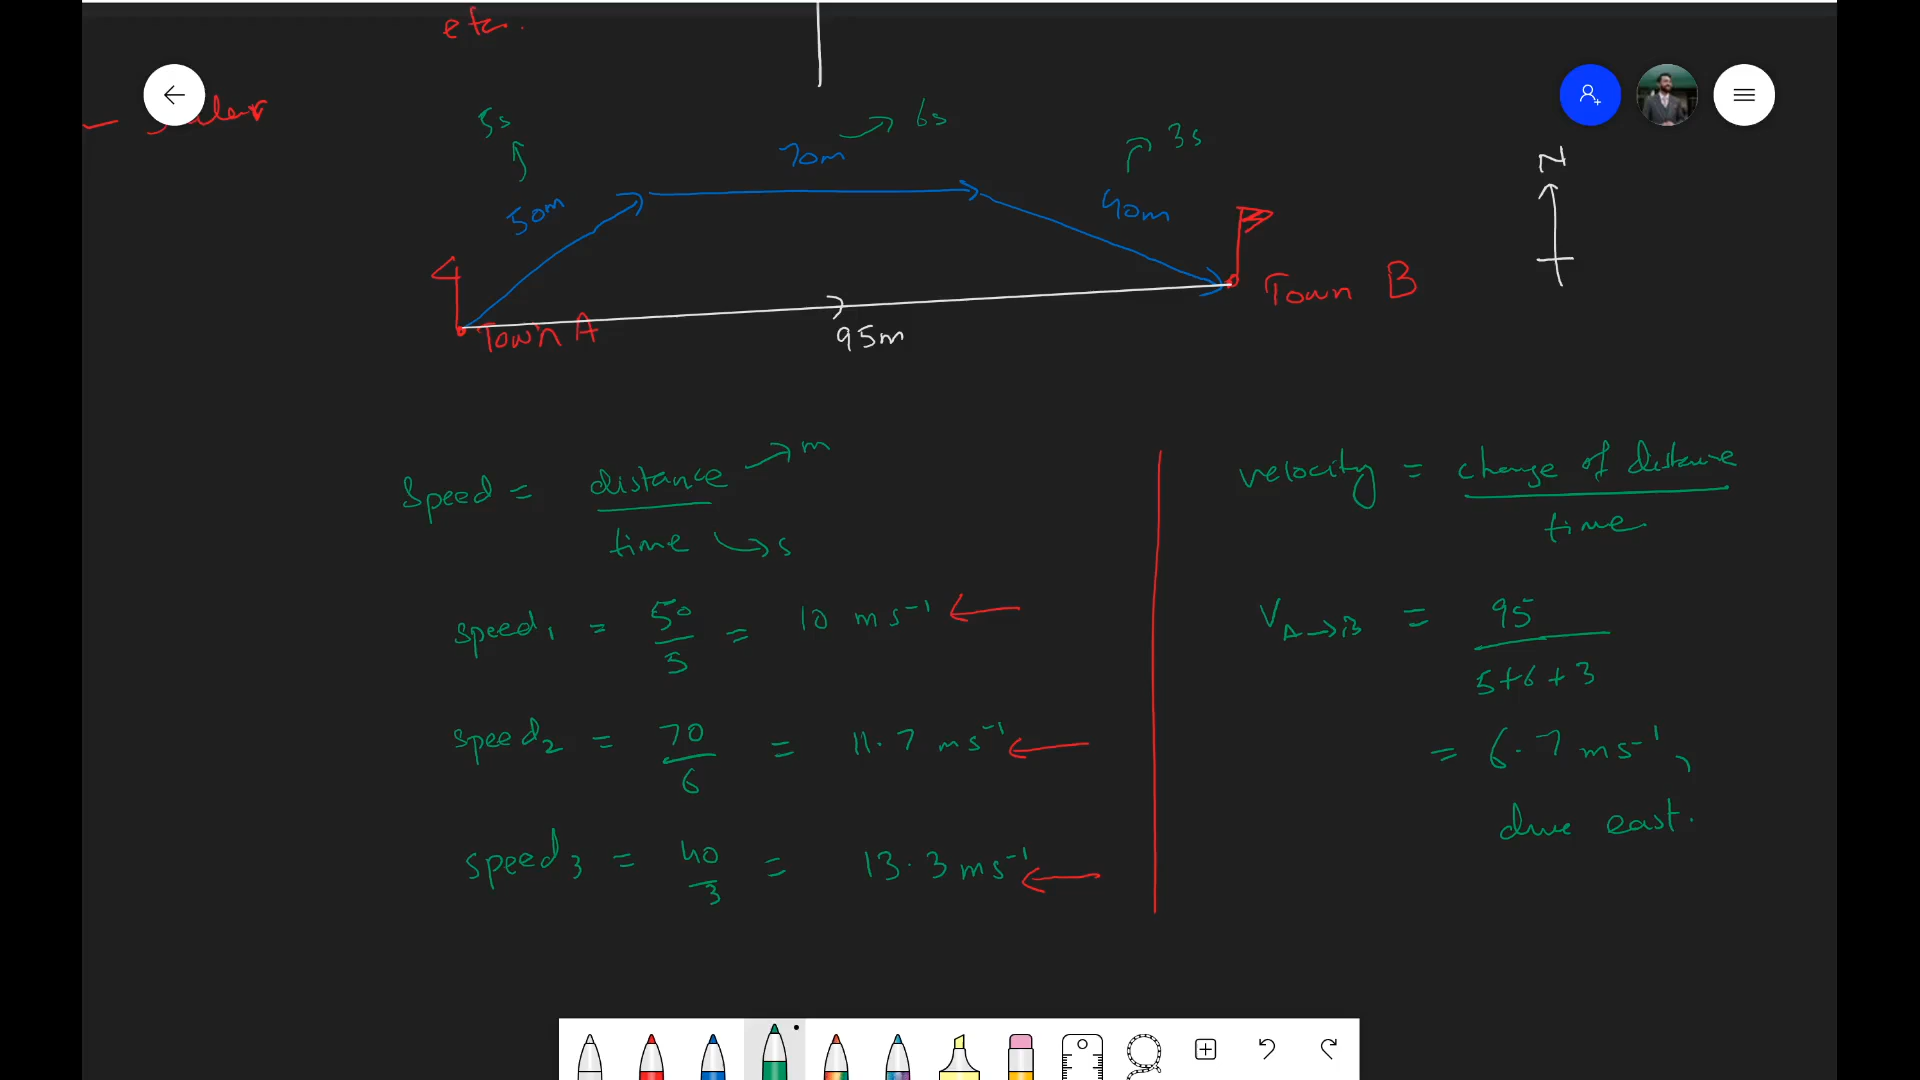 etc.
5s
6s
3s
70m
50m
40m
N
Town B
Town A
95m
Speed = distance → m
time → s
velocity = change of distance
time
speed₁ = 50/5 = 10 ms⁻¹
V A→B = 95
5+6+3
speed₂ = 70/6 = 11.7 ms⁻¹
= 6.7 ms⁻¹,
due east.
speed₃ = 40/3 = 13.3 ms⁻¹